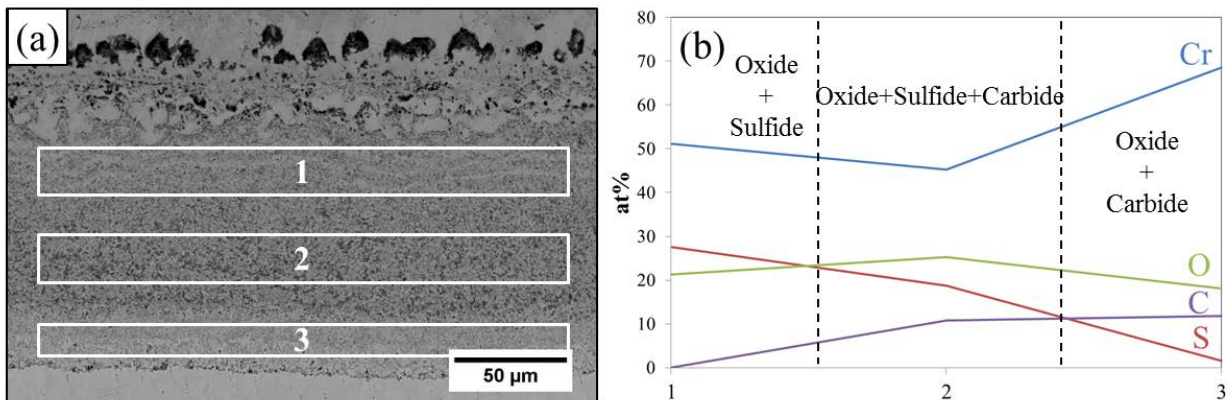 (a)
1
2
3
50 µm
(b)
80
70
60
50
40
30
20
10
0
at%
Oxide
+
Sulfide
Oxide+Sulfide+Carbide
Oxide
+
Carbide
Cr
O
C
S
1
2
3